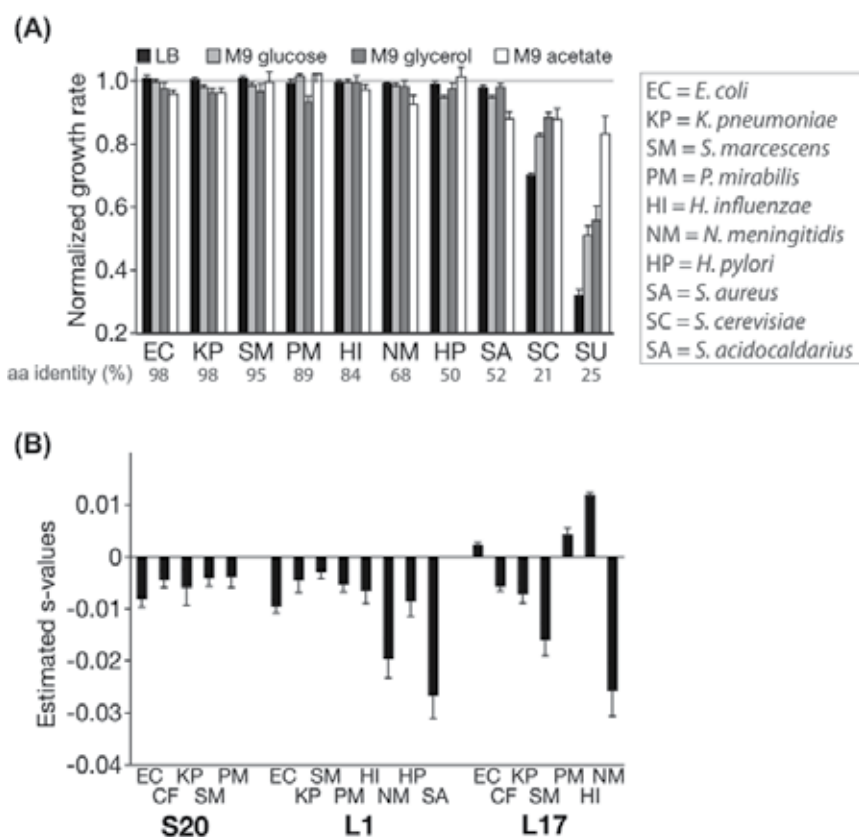 (A)
LB M9 glucose M9 glycerol M9 acetate
Normalized growth rate
1.0
0.8
0.6
0.4
0.2
EC KP SM PM HI NM HP SA SC SU
aa identity (%) 98 98 95 89 84 68 50 52 21 25
EC = E. coli
KP = K. pneumoniae
SM = S. marcescens
PM = P. mirabilis
HI = H. influenzae
NM = N. meningitidis
HP = H. pylori
SA = S. aureus
SC = S. cerevisiae
SA = S. acidocaldarius
(B)
Estimated s-values
0.01
0
-0.01
-0.02
-0.03
-0.04
EC KP PM EC SM HI HP EC KP PM NM
CF SM KP PM NM SA CF SM HI
S20 L1 L17